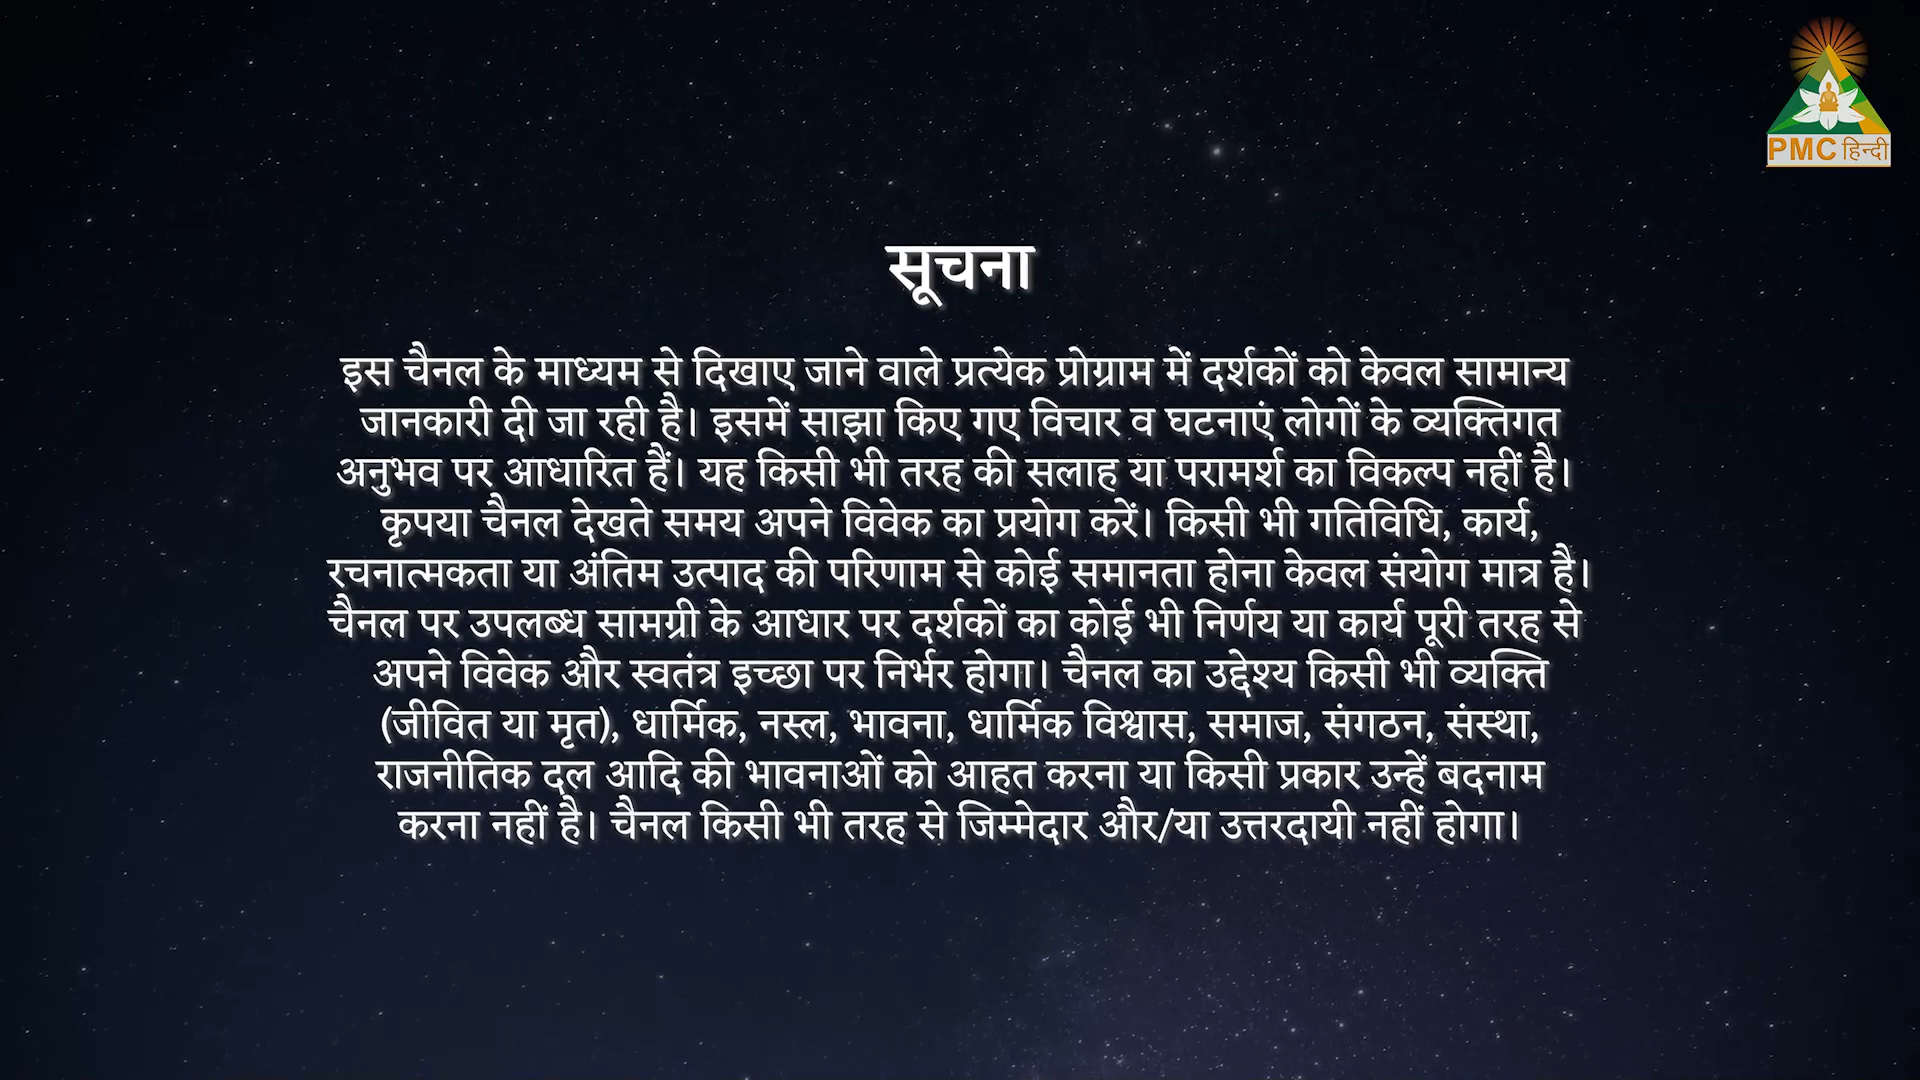 PMC हिन्दी
सूचना
इस चैनल के माध्यम से दिखाए जाने वाले प्रत्येक प्रोग्राम में दर्शकों को केवल सामान्य
जानकारी दी जा रही है। इसमें साझा किए गए विचार व घटनाएं लोगों के व्यक्तिगत
अनुभव पर आधारित हैं। यह किसी भी तरह की सलाह या परामर्श का विकल्प नहीं है।
कृपया चैनल देखते समय अपने विवेक का प्रयोग करें। किसी भी गतिविधि, कार्य,
रचनात्मकता या अंतिम उत्पाद की परिणाम से कोई समानता होना केवल संयोग मात्र है।
चैनल पर उपलब्ध सामग्री के आधार पर दर्शकों का कोई भी निर्णय या कार्य पूरी तरह से
अपने विवेक और स्वतंत्र इच्छा पर निर्भर होगा। चैनल का उद्देश्य किसी भी व्यक्ति
(जीवित या मृत), धार्मिक, नस्ल, भावना, धार्मिक विश्वास, समाज, संगठन, संस्था,
राजनीतिक दल आदि की भावनाओं को आहत करना या किसी प्रकार उन्हें बदनाम
करना नहीं है। चैनल किसी भी तरह से जिम्मेदार और/या उत्तरदायी नहीं होगा।